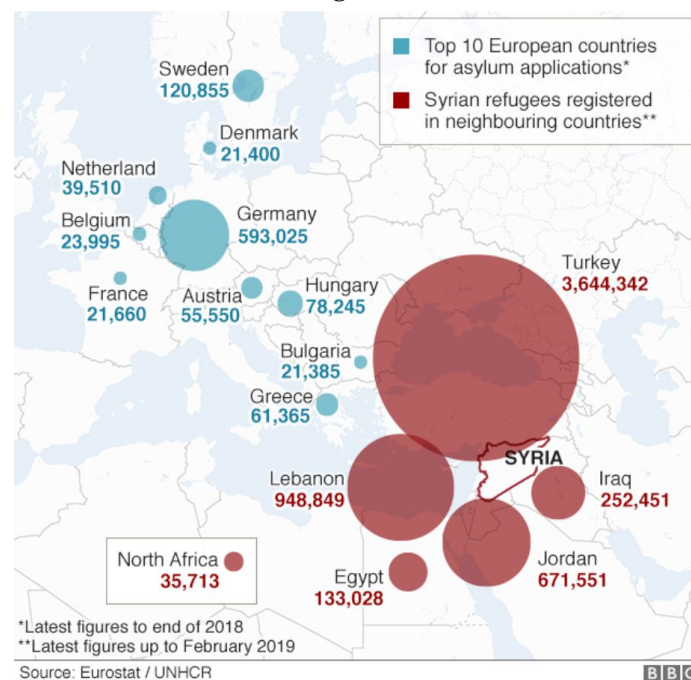 Top 10 European countries
for asylum applications*
Syrian refugees registered
in neighbouring countries**
Sweden
120,855
Denmark
21,400
Netherland
39,510
Belgium
23,995
Germany
593,025
France
21,660
Austria
55,550
Hungary
78,245
Turkey
3,644,342
Bulgaria
21,385
Greece
61,365
SYRIA
Lebanon
948,849
Iraq
252,451
North Africa
35,713
Egypt
133,028
Jordan
671,551
*Latest figures to end of 2018
**Latest figures up to February 2019
Source: Eurostat / UNHCR
BBC